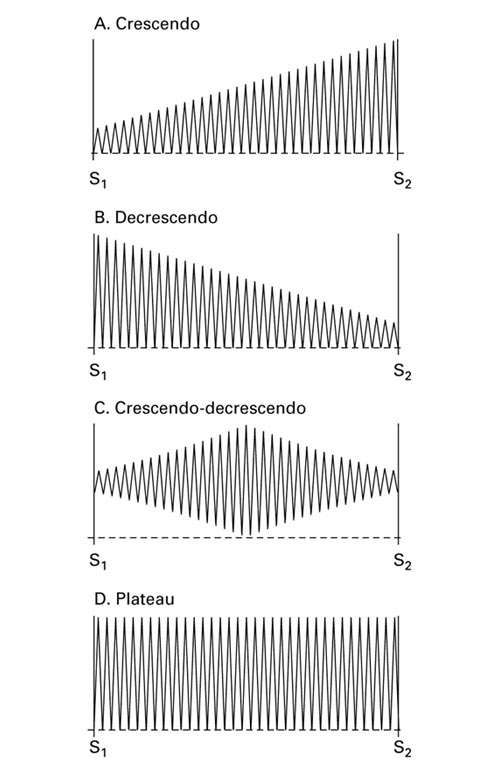 A. Crescendo
S₁ S₂
B. Decrescendo
S₁ S₂
C. Crescendo-decrescendo
S₁ S₂
D. Plateau
S₁ S₂